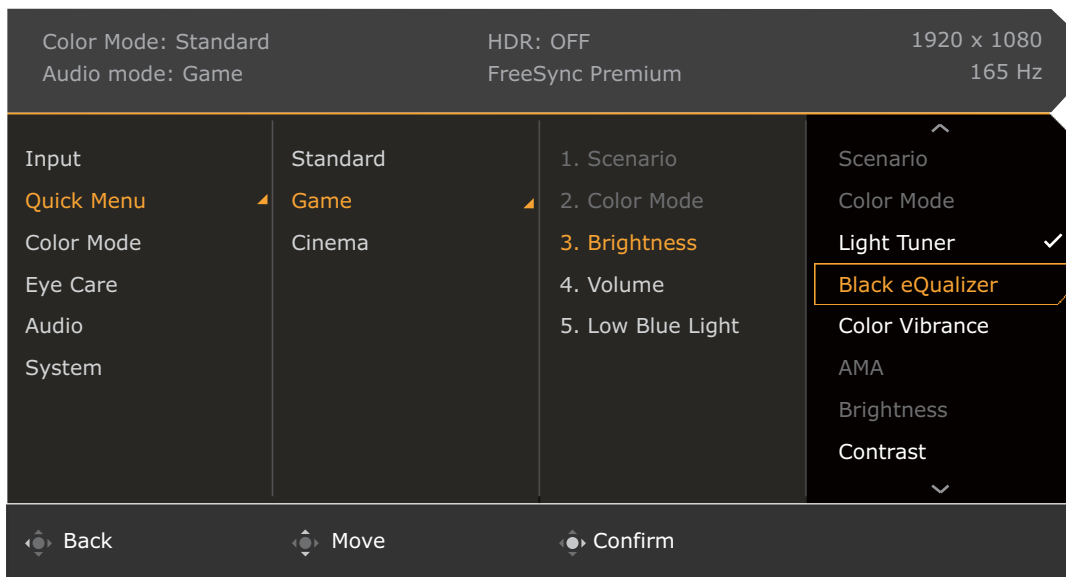 Color Mode: Standard
Audio mode: Game
HDR: OFF
FreeSync Premium
1920 x 1080
165 Hz
Input
Quick Menu
Color Mode
Eye Care
Audio
System
Standard
Game
Cinema
1. Scenario
2. Color Mode
3. Brightness
4. Volume
5. Low Blue Light
Scenario
Color Mode
Light Tuner
Black eQualizer
Color Vibrance
AMA
Brightness
Contrast
Back
Move
Confirm